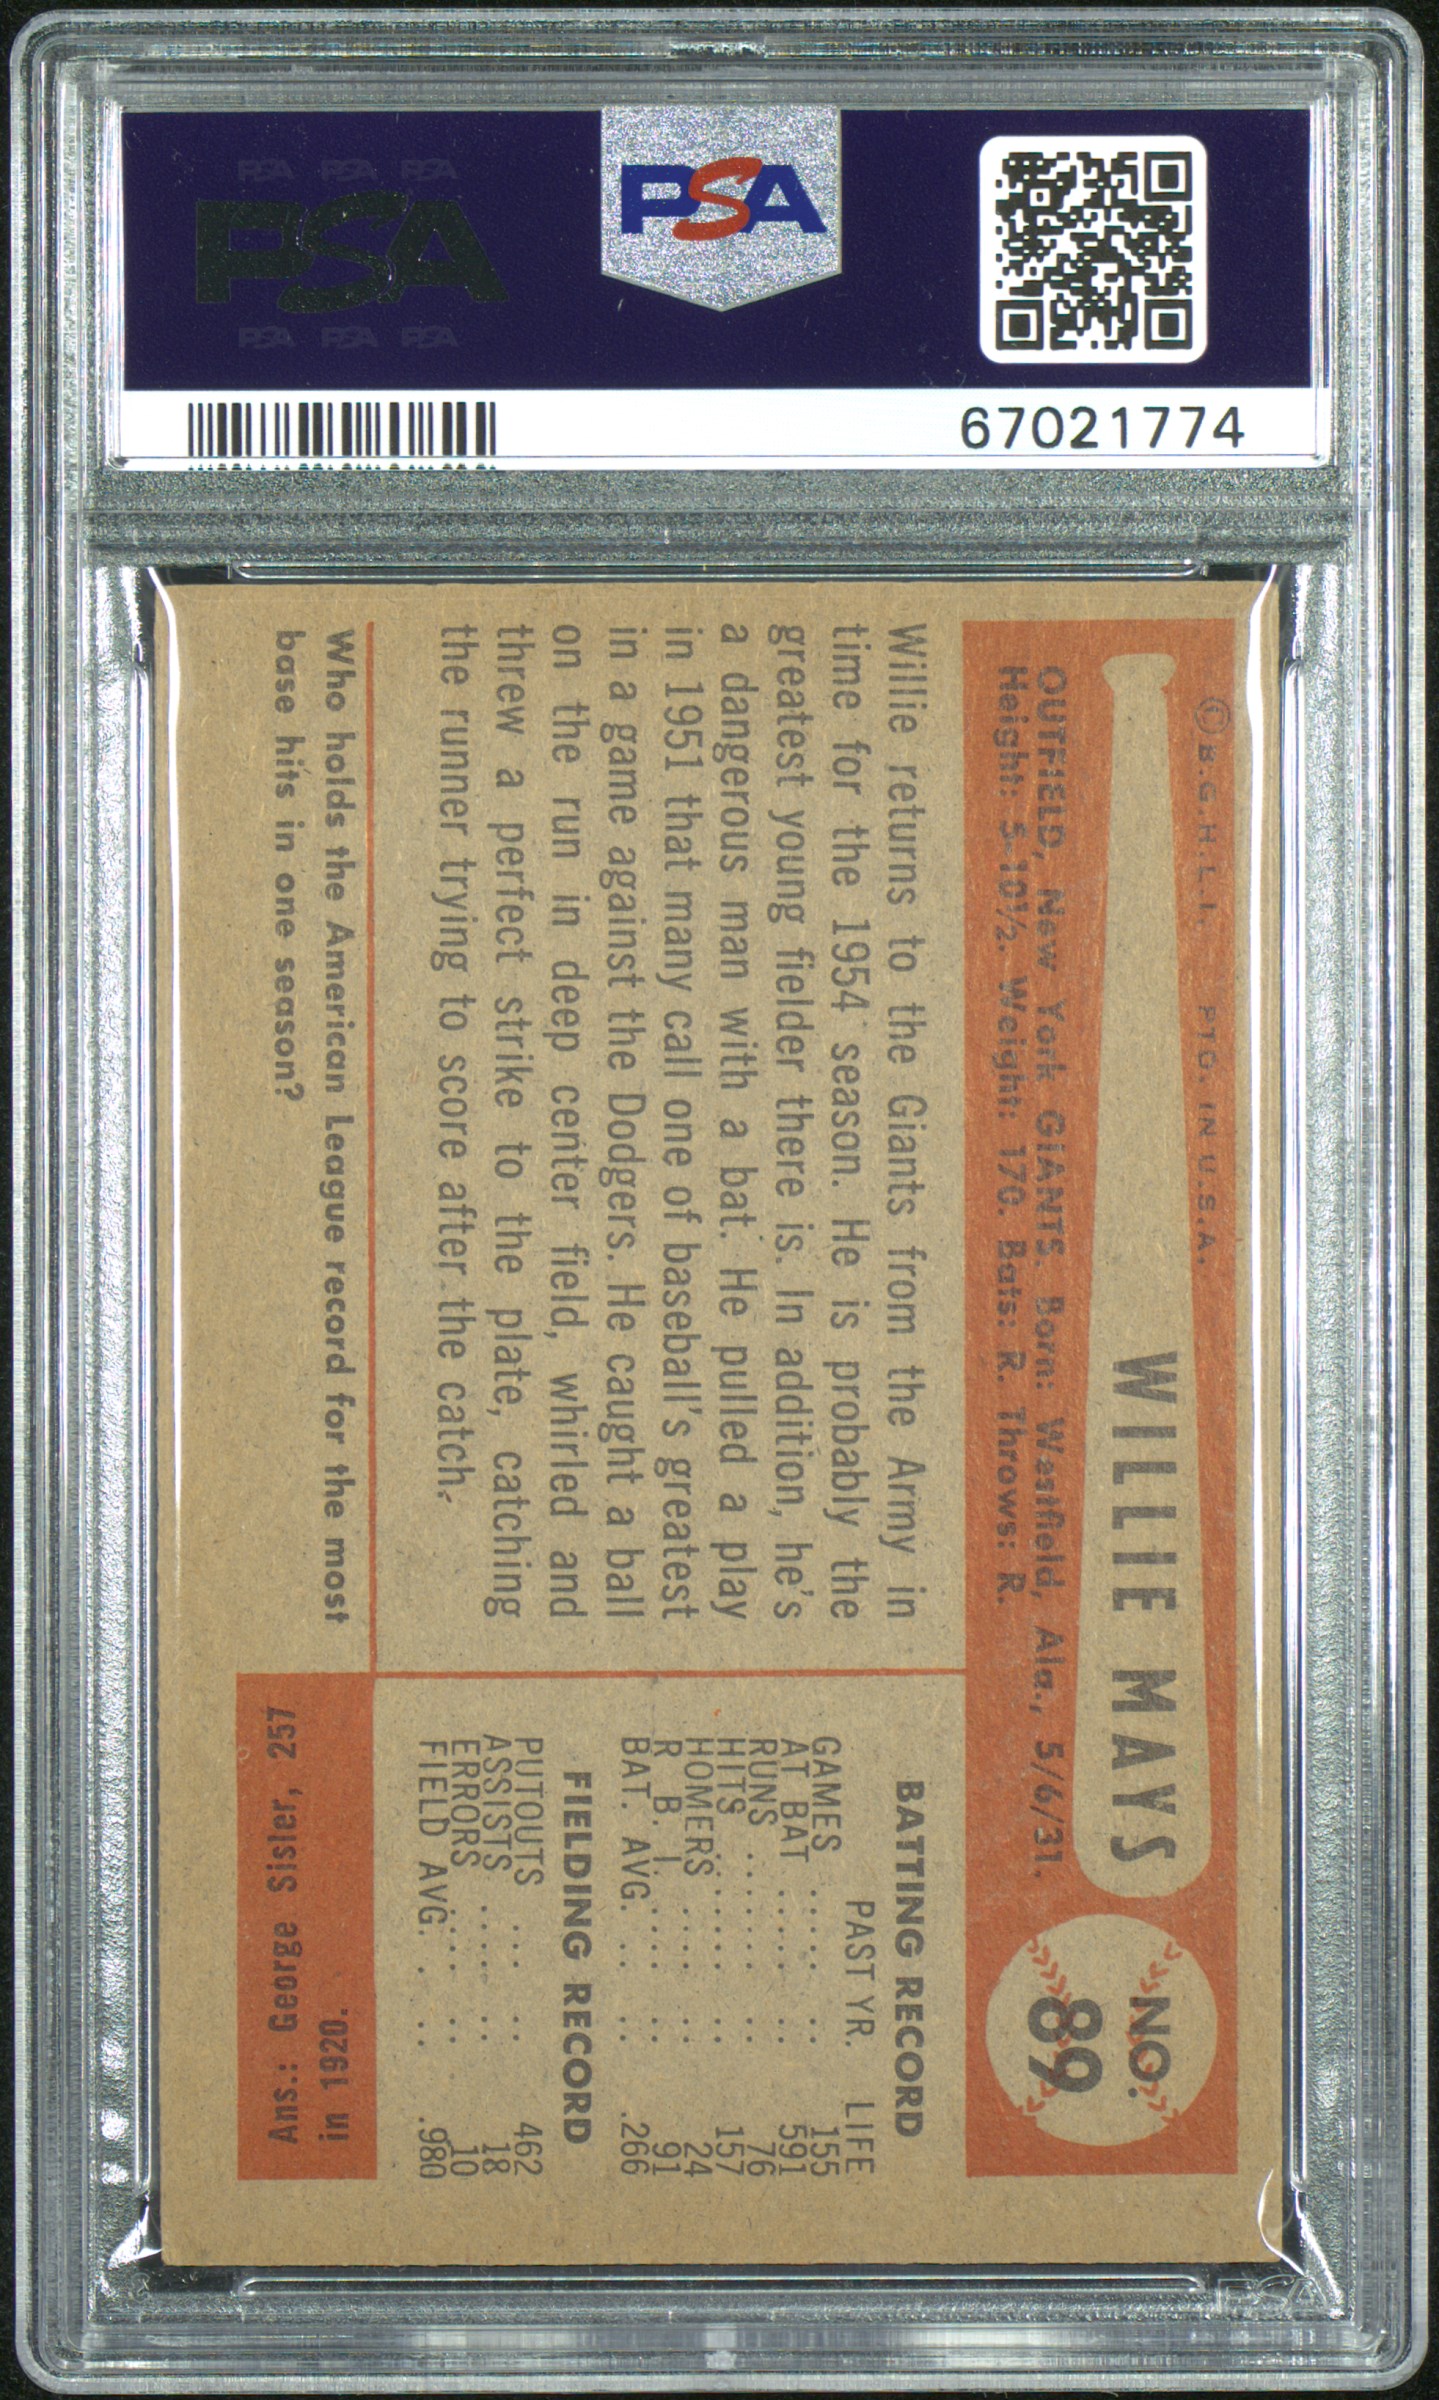 PSA PSA PSA
PSA
PSA PSA PSA
PSA
67021774
© B.G.H.L.I. PTD. IN U.S.A.
WILLIE MAYS
NO.
89
OUTFIELD, New York GIANTS. Born: Westfield, Ala., 5/6/31.
Height: 5-10½. Weight: 170. Bats: R. Throws: R.
Willie returns to the Giants from the Army in
time for the 1954 season. He is probably the
greatest young fielder there is. In addition, he's
a dangerous man with a bat. He pulled a play
in 1951 that many call one of baseball's greatest
in a game against the Dodgers. He caught a ball
on the run in deep center field, whirled and
threw a perfect strike to the plate, catching
the runner trying to score after the catch.
BATTING RECORD
PAST YR. LIFE
GAMES .... .. 155
AT BAT .... .. 591
RUNS ...... .. 76
HITS ...... .. 157
HOMERS .... .. 24
R. B. I. .... .. 91
BAT. AVG. .. .. .266
FIELDING RECORD
PUTOUTS ... .. 462
ASSISTS .... .. 18
ERRORS ... .. 10
FIELD AVG. . .. .980
Who holds the American League record for the most
base hits in one season?
Ans.: George Sisler, 257
in 1920.
PSA